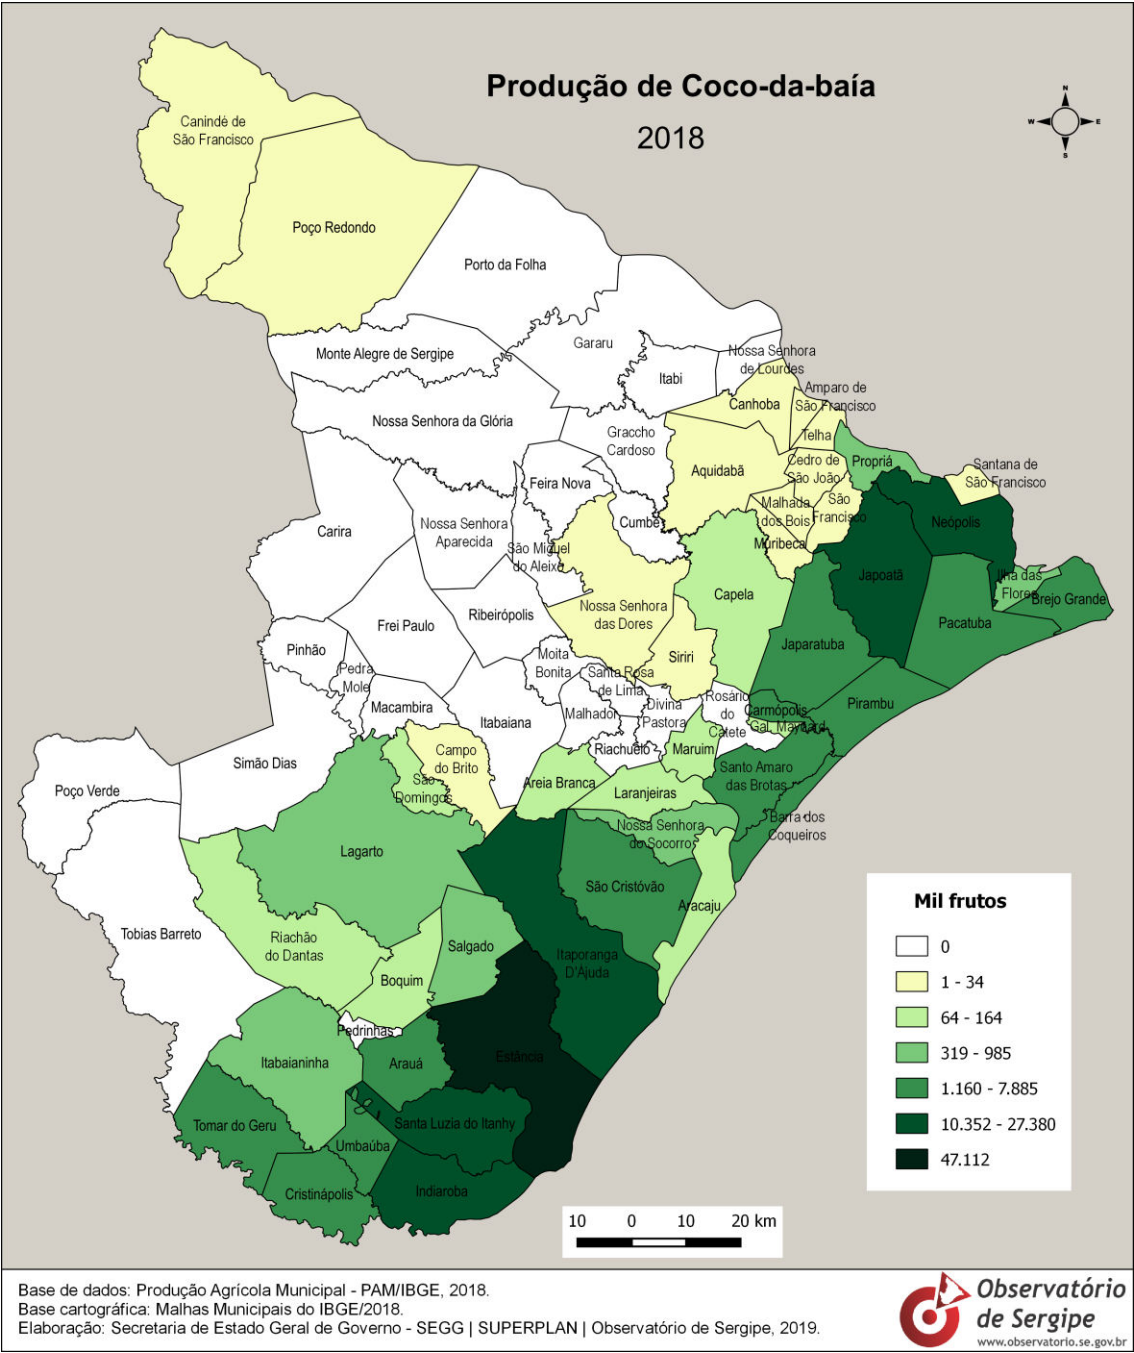 Produção de Coco-da-baía
2018
N
W
E
S
Canindé de
São Francisco
Poço Redondo
Porto da Folha
Monte Alegre de Sergipe
Gararu
Nossa Senhora
de Lourdes
Itabi
Nossa Senhora da Glória
Canhoba
Amparo de
São Francisco
Graccho
Cardoso
Telha
Aquidabã
Cedro de
São João
Propriá
Santana de
São Francisco
Feira Nova
Carira
Nossa Senhora
Aparecida
Cumbe
Malhada
dos Bois
São
Francisco
Neópolis
São Miguel
do Aleixo
Muribeca
Japoatã
Ilha das
Flores
Brejo Grande
Nossa Senhora
das Dores
Capela
Ribeirópolis
Frei Paulo
Pacatuba
Pinhão
Pedra
Mole
Moita
Bonita
Siriri
Japaratuba
Santa Rosa
de Lima
Macambira
Itabaiana
Malhador
Divina
Pastora
Rosário
do
Catete
Carmópolis
Pirambu
Gal. Maynard
Riachuelo
Maruim
Simão Dias
Campo
do Brito
São
Domingos
Areia Branca
Laranjeiras
Santo Amaro
das Brotas
Poço Verde
Barra dos
Coqueiros
Nossa Senhora
do Socorro
Lagarto
São Cristóvão
Aracaju
Tobias Barreto
Riachão
do Dantas
Salgado
Itaporanga
D'Ajuda
Boquim
Pedrinhas
Itabaianinha
Arauá
Estância
Tomar do Geru
Santa Luzia do Itanhy
Umbaúba
Cristinápolis
Indiaroba
Mil frutos
0
1 - 34
64 - 164
319 - 985
1.160 - 7.885
10.352 - 27.380
47.112
10 0 10 20 km
Base de dados: Produção Agrícola Municipal - PAM/IBGE, 2018.
Base cartográfica: Malhas Municipais do IBGE/2018.
Elaboração: Secretaria de Estado Geral de Governo - SEGG | SUPERPLAN | Observatório de Sergipe, 2019.
Observatório
de Sergipe
www.observatorio.se.gov.br